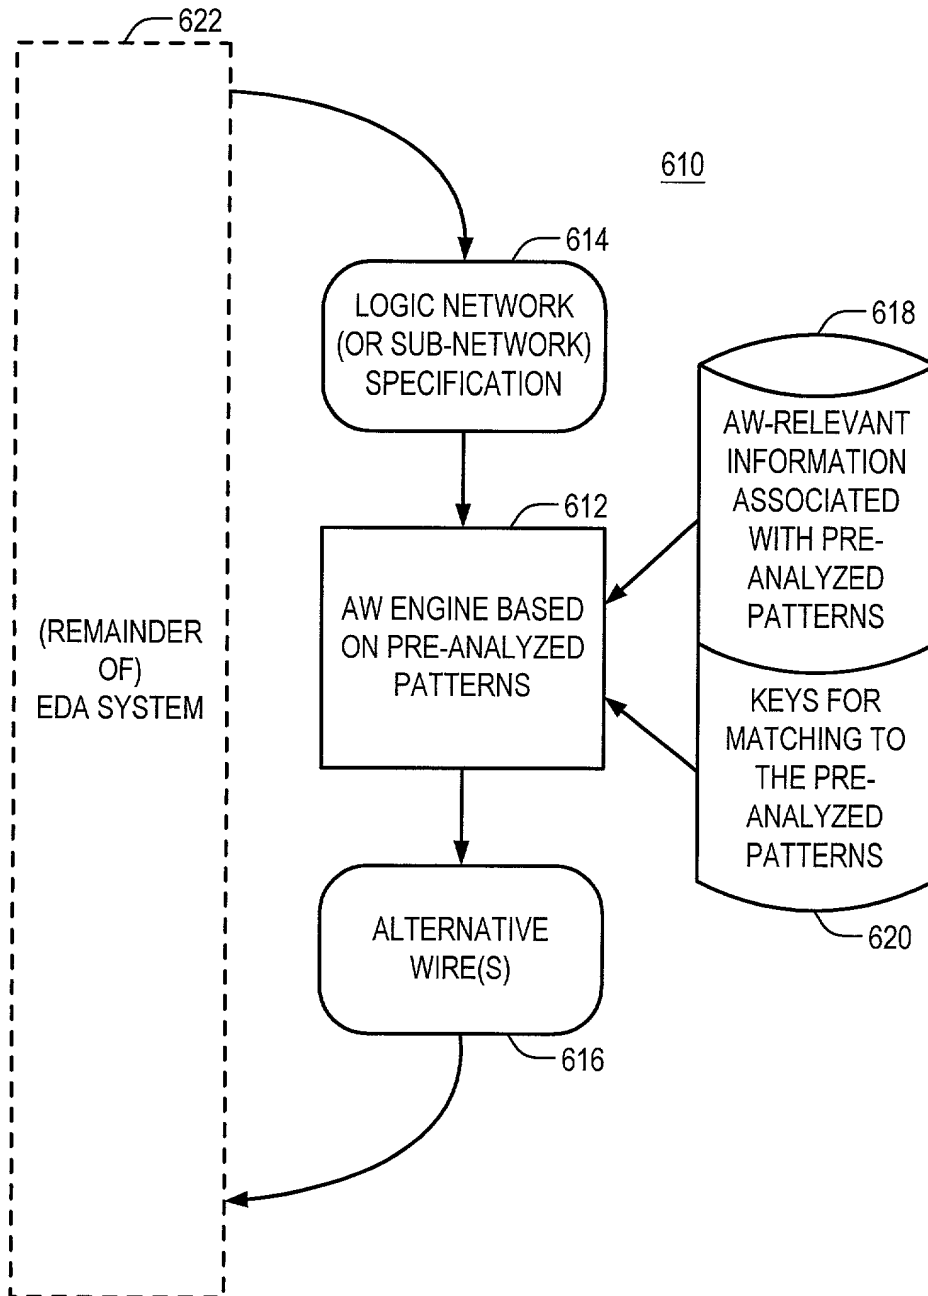 622
610
614
LOGIC NETWORK
(OR SUB-NETWORK)
SPECIFICATION
618
AW-RELEVANT
INFORMATION
ASSOCIATED
WITH PRE-
ANALYZED
PATTERNS
612
AW ENGINE BASED
ON PRE-ANALYZED
PATTERNS
(REMAINDER
OF)
EDA SYSTEM
KEYS FOR
MATCHING TO
THE PRE-
ANALYZED
PATTERNS
620
ALTERNATIVE
WIRE(S)
616